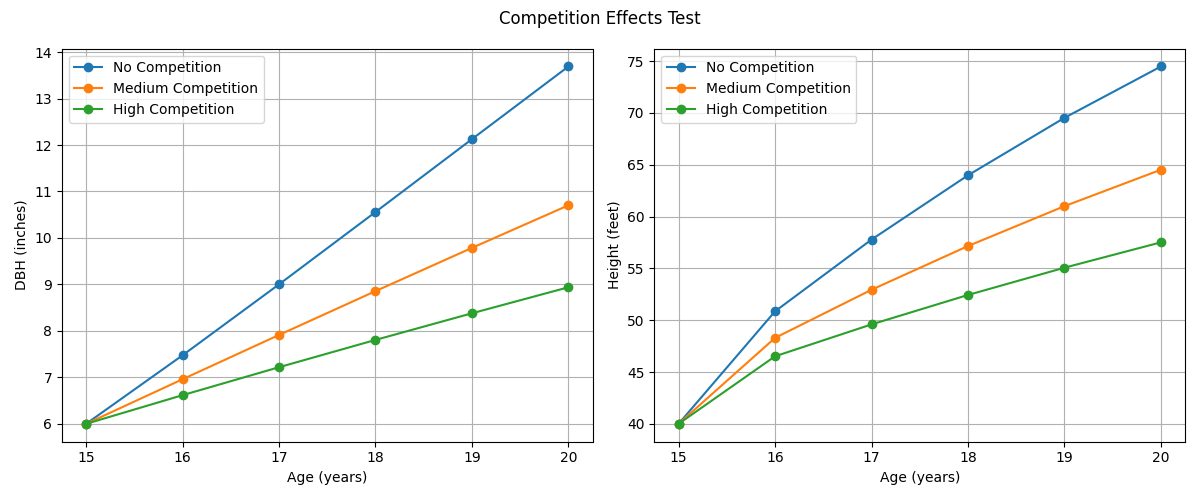 Competition Effects Test
14
13
12
11
10
9
8
7
6
DBH (inches)
No Competition
Medium Competition
High Competition
15 16 17 18 19 20
Age (years)
75
70
65
60
55
50
45
40
Height (feet)
No Competition
Medium Competition
High Competition
15 16 17 18 19 20
Age (years)